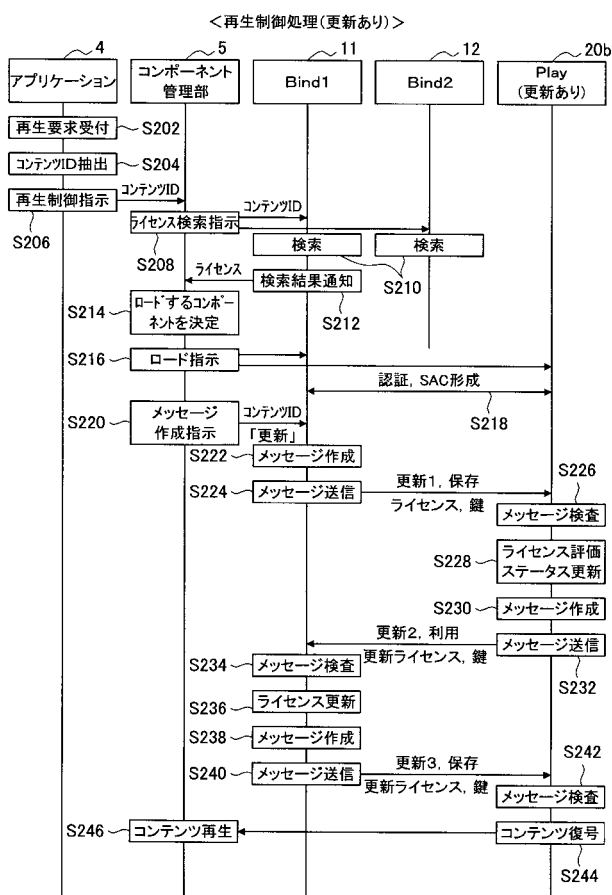 <再生制御処理(更新あり)>
4
5
11
12
20b
アプリケーション
コンポーネント
管理部
Bind1
Bind2
Play
(更新あり)
再生要求受付
S202
コンテンツID抽出
S204
再生制御指示
コンテンツID
S206
ライセンス検索指示
コンテンツID
S208
検索
検索
S210
ライセンス
検索結果通知
S212
S214
ロードするコンポー
ネントを決定
S216
ロード指示
認証, SAC形成
S218
S220
メッセージ
作成指示
コンテンツID
「更新」
S222
メッセージ作成
S224
メッセージ送信
更新1, 保存
ライセンス, 鍵
S226
メッセージ検査
S228
ライセンス評価
ステータス更新
S230
メッセージ作成
更新2, 利用
更新ライセンス, 鍵
メッセージ送信
S232
S234
メッセージ検査
S236
ライセンス更新
S238
メッセージ作成
S240
メッセージ送信
更新3, 保存
更新ライセンス, 鍵
S242
メッセージ検査
S246
コンテンツ再生
コンテンツ復号
S244